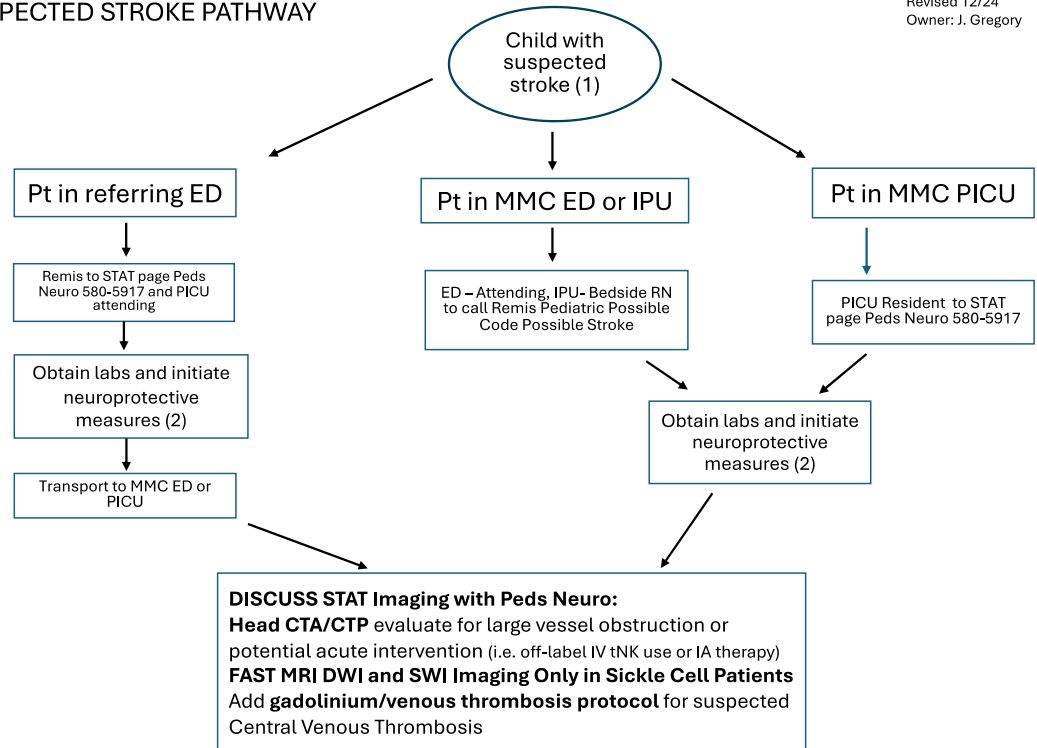 PECTED STROKE PATHWAY
Revised 12/24
Owner: J. Gregory
Child with
suspected
stroke (1)
Pt in referring ED
Pt in MMC ED or IPU
Pt in MMC PICU
Remis to STAT page Peds
Neuro 580-5917 and PICU
attending
ED – Attending, IPU- Bedside RN
to call Remis Pediatric Possible
Code Possible Stroke
PICU Resident to STAT
page Peds Neuro 580-5917
Obtain labs and initiate
neuroprotective
measures (2)
Obtain labs and initiate
neuroprotective
measures (2)
Transport to MMC ED or
PICU
DISCUSS STAT Imaging with Peds Neuro:
Head CTA/CTP evaluate for large vessel obstruction or
potential acute intervention (i.e. off-label IV tNK use or IA therapy)
FAST MRI DWI and SWI Imaging Only in Sickle Cell Patients
Add gadolinium/venous thrombosis protocol for suspected
Central Venous Thrombosis